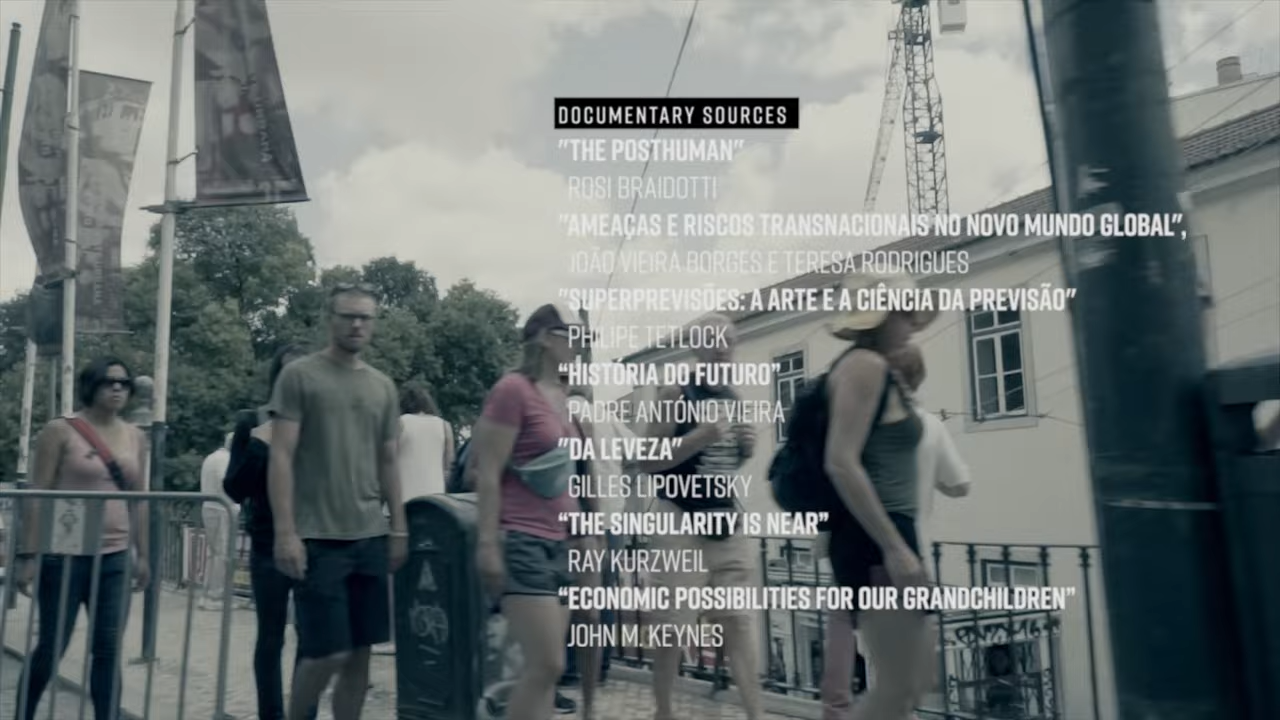 DOCUMENTARY SOURCES
"THE POSTHUMAN"
ROSI BRAIDOTTI
"AMEAÇAS E RISCOS TRANSNACIONAIS NO NOVO MUNDO GLOBAL",
JOÃO VIEIRA BORGES E TERESA RODRIGUES
"SUPERPREVISÕES: A ARTE E A CIÊNCIA DA PREVISÃO"
PHILIPE TETLOCK
“HISTÓRIA DO FUTURO”
PADRE ANTÓNIO VIEIRA
"DA LEVEZA"
GILLES LIPOVETSKY
“THE SINGULARITY IS NEAR”
RAY KURZWEIL
“ECONOMIC POSSIBILITIES FOR OUR GRANDCHILDREN”
JOHN M. KEYNES